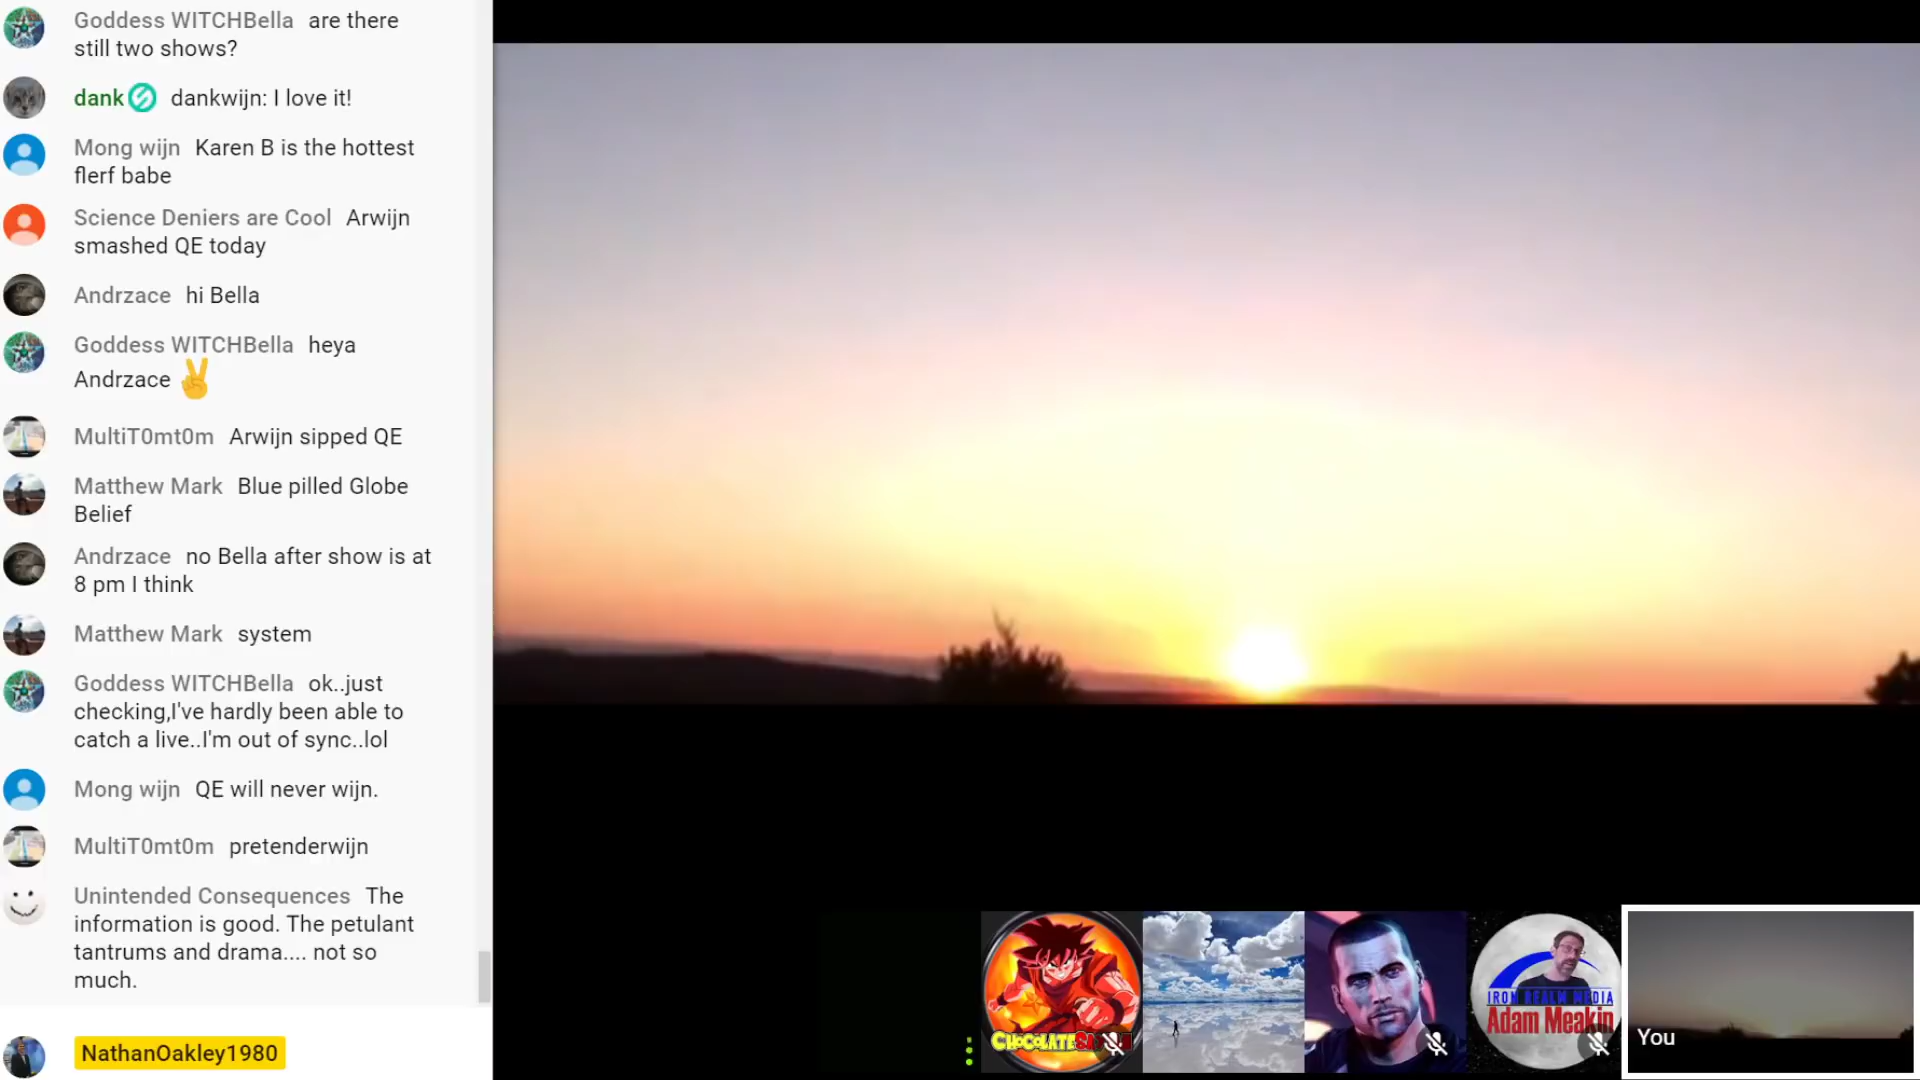 Goddess WITCHBella are there
still two shows?
dank dankwijn: I love it!
Mong wijn Karen B is the hottest
flerf babe
Science Deniers are Cool Arwijn
smashed QE today
Andrzace hi Bella
Goddess WITCHBella heya
Andrzace ✌
MultiT0mt0m Arwijn sipped QE
Matthew Mark Blue pilled Globe
Belief
Andrzace no Bella after show is at
8 pm I think
Matthew Mark system
Goddess WITCHBella ok..just
checking,I've hardly been able to
catch a live..I'm out of sync..lol
Mong wijn QE will never wijn.
MultiT0mt0m pretenderwijn
Unintended Consequences The
information is good. The petulant
tantrums and drama.... not so
much.
NathanOakley1980
IRON REALM MEDIA
Adam Meakin
You